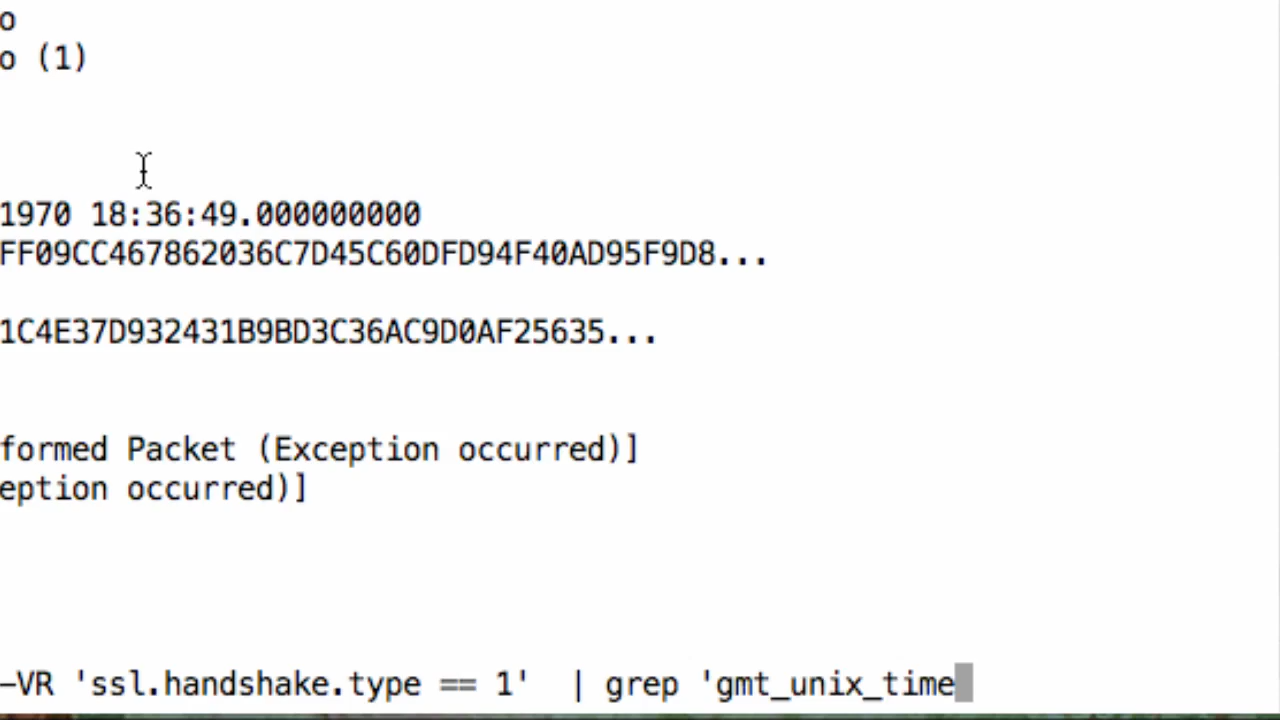 o
o (1)
1970 18:36:49.000000000
FF09CC467862036C7D45C60DFD94F40AD95F9D8...
1C4E37D932431B9BD3C36AC9D0AF25635...
formed Packet (Exception occurred)]
eption occurred)]
-VR 'ssl.handshake.type == 1'  | grep 'gmt_unix_time